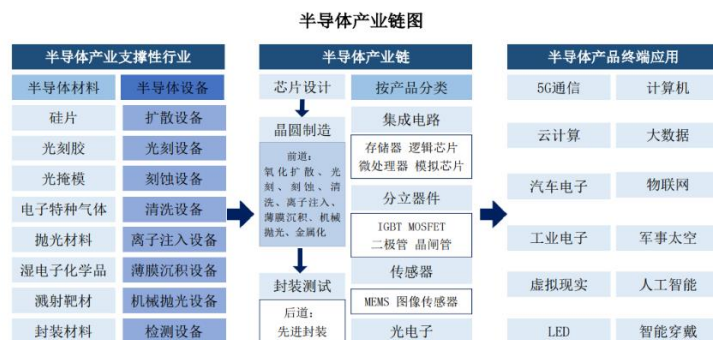 半导体产业链图
半导体产业支撑性行业
半导体材料 半导体设备
硅片 扩散设备
光刻胶 光刻设备
光掩模 刻蚀设备
电子特种气体 清洗设备
抛光材料 离子注入设备
湿电子化学品 薄膜沉积设备
溅射靶材 机械抛光设备
封装材料 检测设备
半导体产业链
芯片设计
晶圆制造
前道：
氧化扩散、光
刻、刻蚀、清
洗、离子注入、
薄膜沉积、机械
抛光、金属化
封装测试
后道：
先进封装
按产品分类
集成电路
存储器 逻辑芯片
微处理器 模拟芯片
分立器件
IGBT MOSFET
二极管 晶闸管
传感器
MEMS 图像传感器
光电子
半导体产品终端应用
5G通信 计算机
云计算 大数据
汽车电子 物联网
工业电子 军事太空
虚拟现实 人工智能
LED 智能穿戴